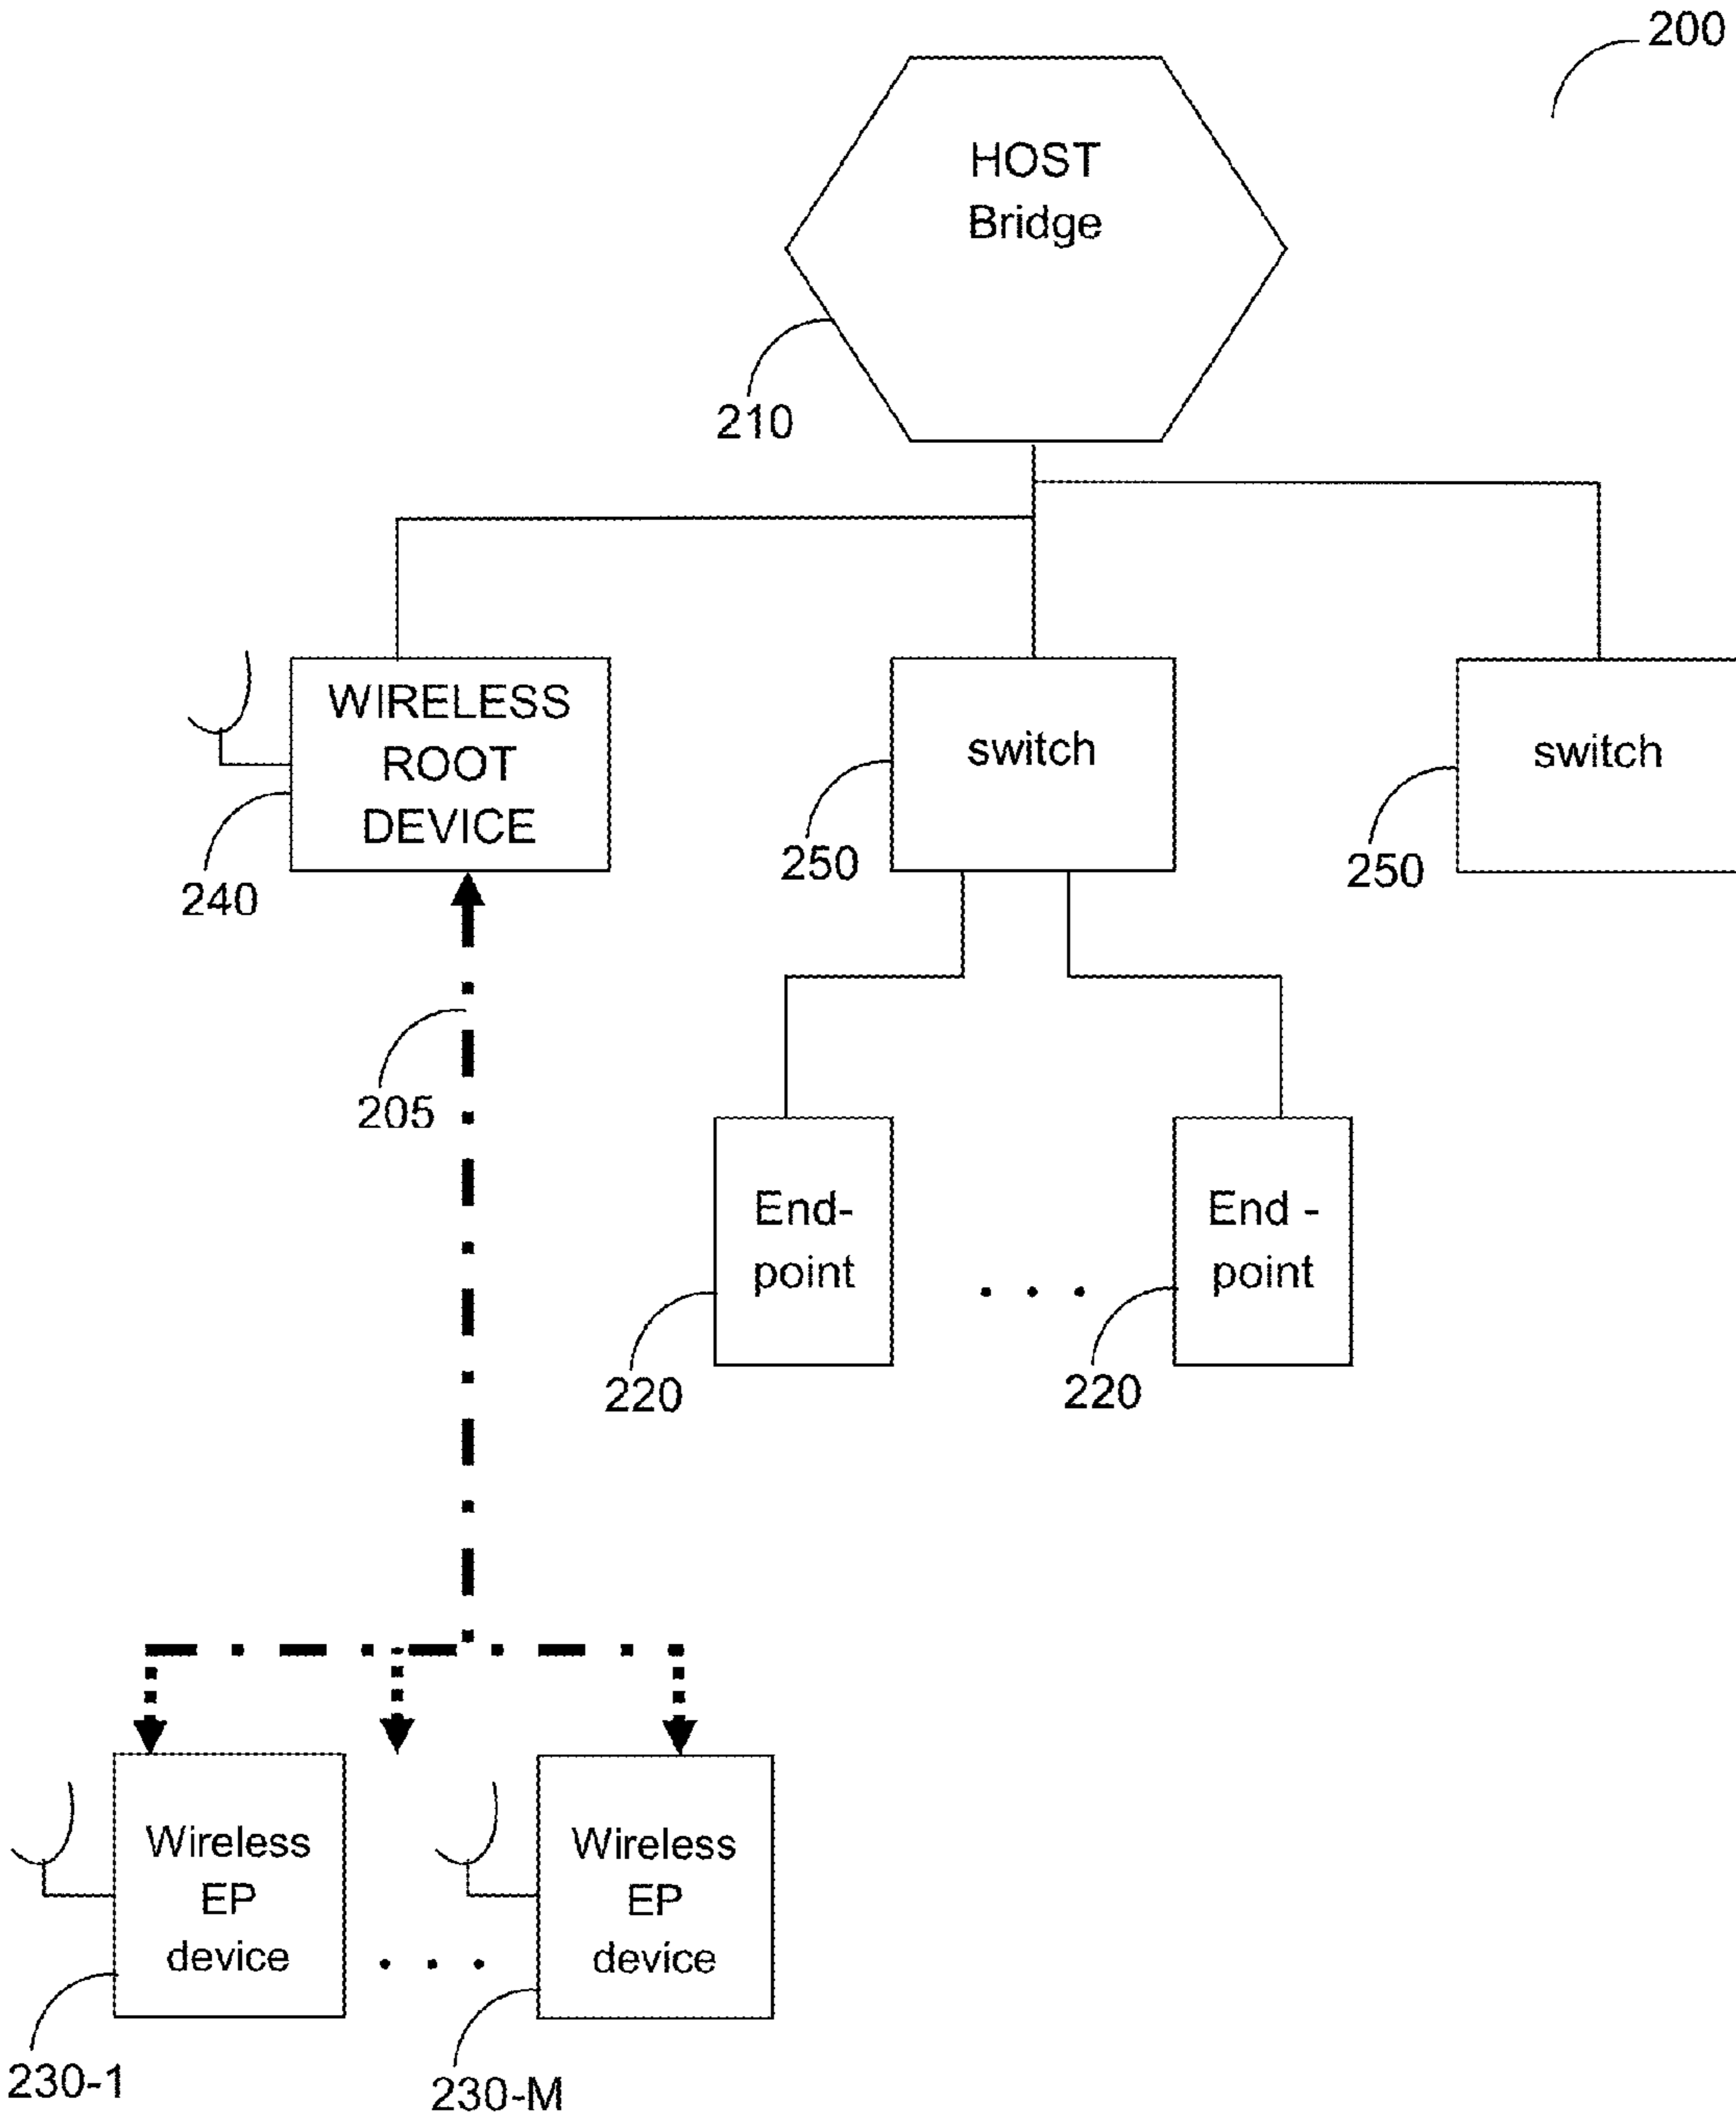 200
HOST
Bridge
210
WIRELESS
ROOT
DEVICE
240
switch
250
switch
250
205
End-
point
220
. . .
End -
point
220
Wireless
EP
device
230-1
. . .
Wireless
EP
device
230-M